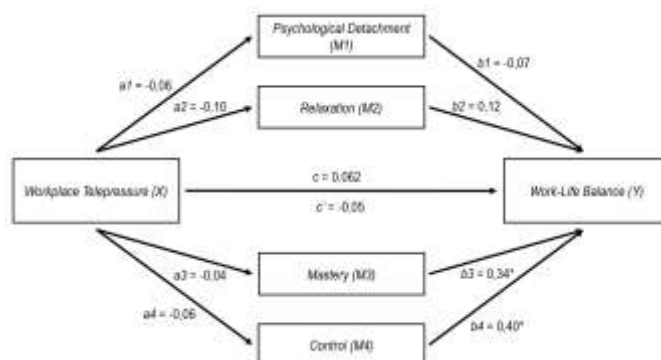 Psychological Detachment
(M1)
a1 = -0,06
b1 = -0,07
a2 = -0,10
Relaxation (M2)
b2 = 0,12
Workplace Telepressure (X)
c = 0,062
c' = -0,05
Work-Life Balance (Y)
a3 = -0,04
Mastery (M3)
b3 = 0,34*
a4 = -0,06
b4 = 0,40*
Control (M4)